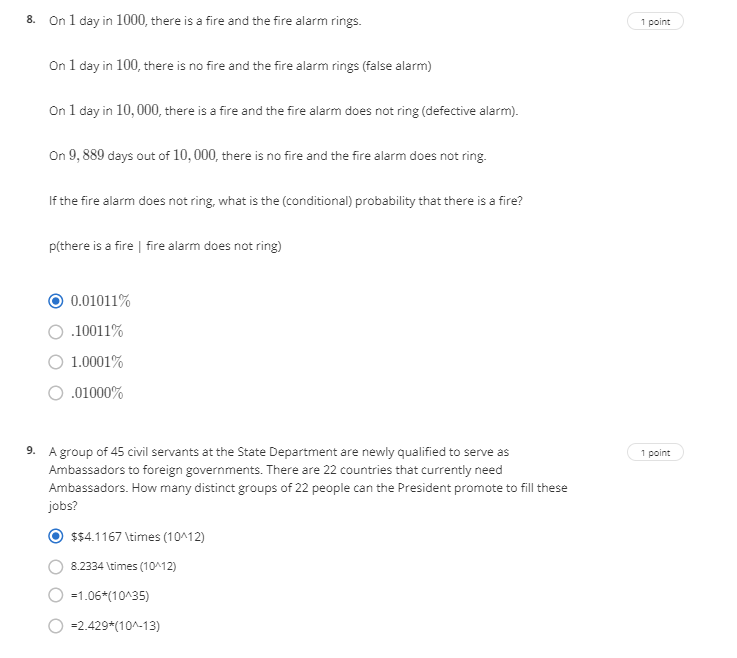 8. On 1 day in 1000, there is a fire and the fire alarm rings.
1 point
On 1 day in 100, there is no fire and the fire alarm rings (false alarm)
On 1 day in 10,000, there is a fire and the fire alarm does not ring (defective alarm).
On 9,889 days out of 10,000, there is no fire and the fire alarm does not ring.
If the fire alarm does not ring, what is the (conditional) probability that there is a fire?
p(there is a fire | fire alarm does not ring)
0.01011%
.10011%
1.0001%
.01000%
9. A group of 45 civil servants at the State Department are newly qualified to serve as
1 point
Ambassadors to foreign governments. There are 22 countries that currently need
Ambassadors. How many distinct groups of 22 people can the President promote to fill these
jobs?
$$4.1167 \times (10^12)
8.2334 \times (10^12)
=1.06*(10^35)
=2.429*(10^-13)